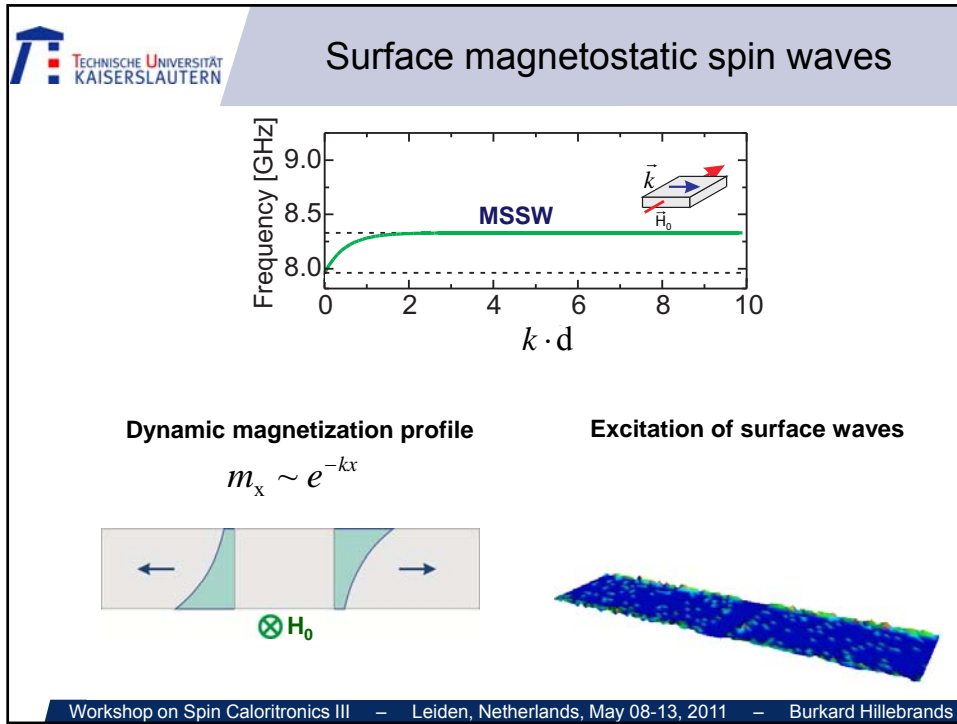 TECHNISCHE UNIVERSITÄT
KAISERSLAUTERN
Surface magnetostatic spin waves
Frequency [GHz]
9.0
8.5
8.0
MSSW
k⃗
H⃗₀
0 2 4 6 8 10
k · d
Dynamic magnetization profile
mₓ ~ e⁻ᵏˣ
⊗ H₀
Excitation of surface waves
Workshop on Spin Caloritronics III – Leiden, Netherlands, May 08-13, 2011 – Burkard Hillebrands